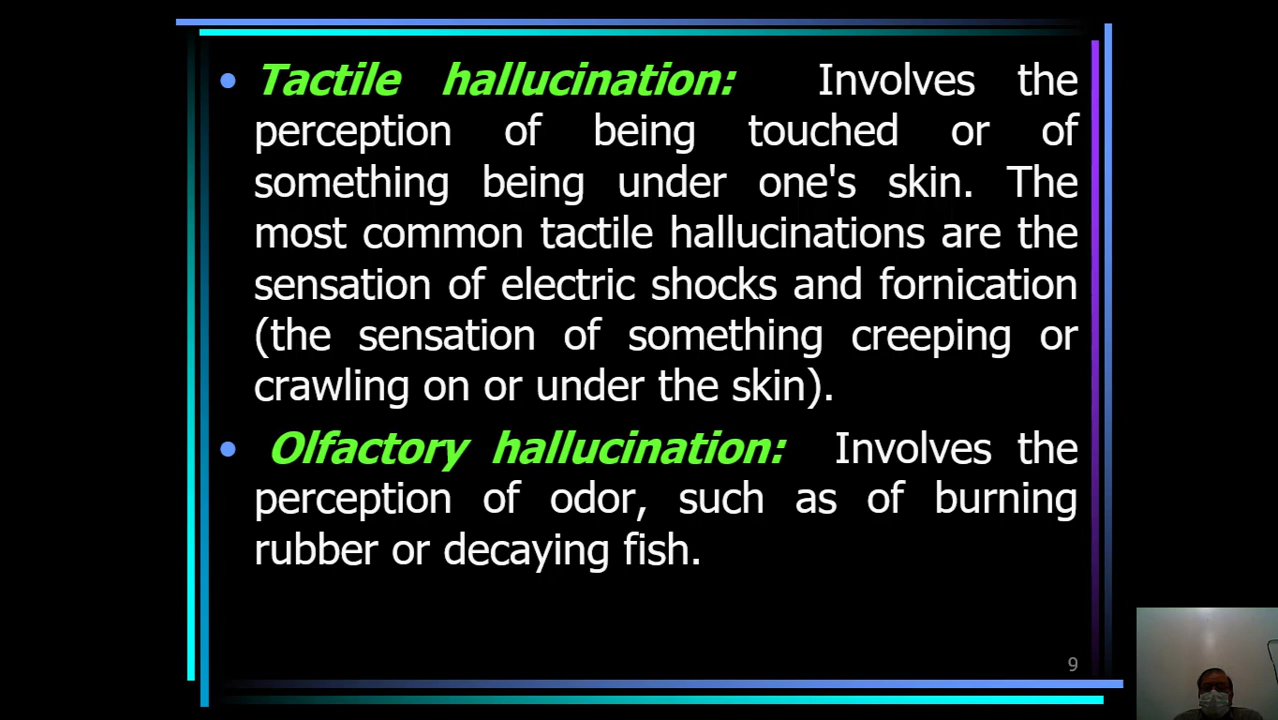 • Tactile hallucination: Involves the
perception of being touched or of
something being under one's skin. The
most common tactile hallucinations are the
sensation of electric shocks and fornication
(the sensation of something creeping or
crawling on or under the skin).
• Olfactory hallucination: Involves the
perception of odor, such as of burning
rubber or decaying fish.
9